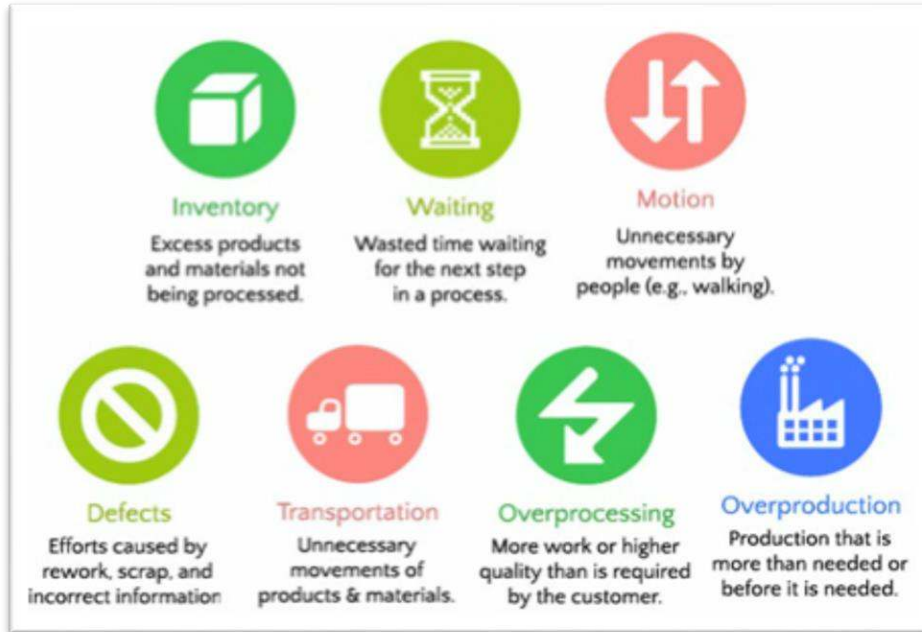 Inventory
Excess products
and materials not
being processed.
Waiting
Wasted time waiting
for the next step
in a process.
Motion
Unnecessary
movements by
people (e.g., walking).
Defects
Efforts caused by
rework, scrap, and
incorrect information
Transportation
Unnecessary
movements of
products & materials.
Overprocessing
More work or higher
quality than is required
by the customer.
Overproduction
Production that is
more than needed or
before it is needed.